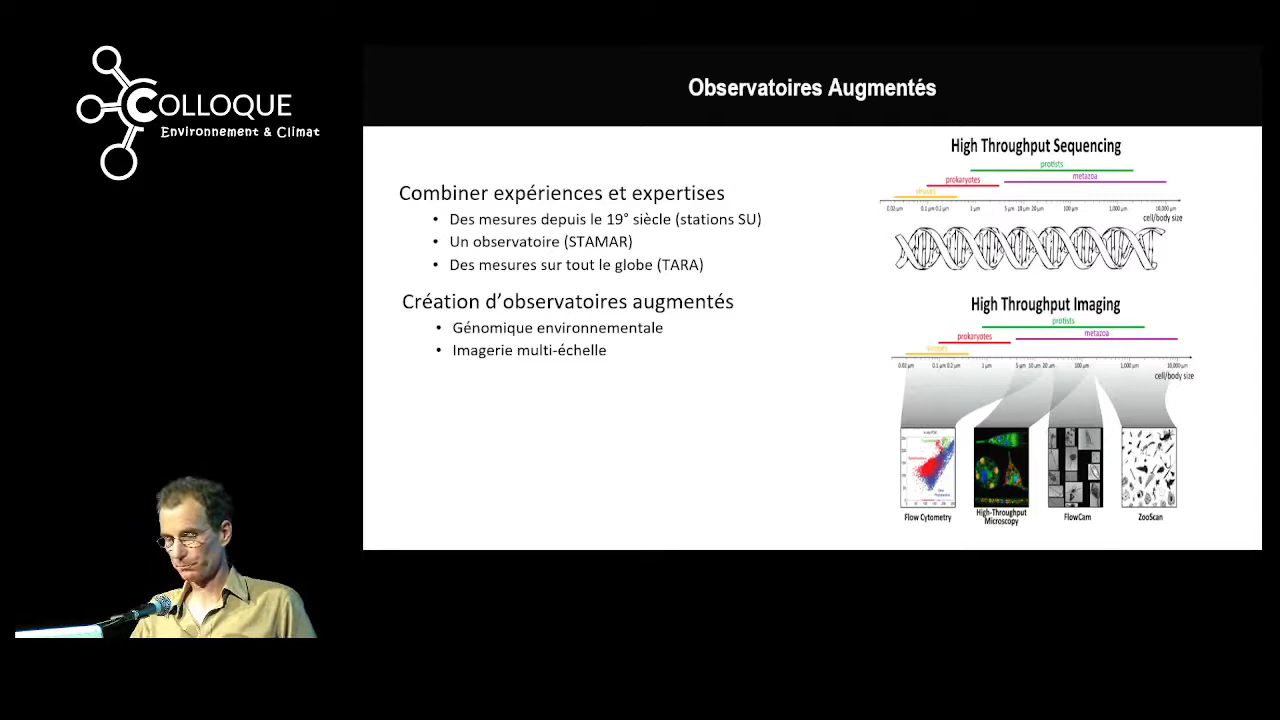 COLLOQUE
Environnement & Climat
Observatoires Augmentés
Combiner expériences et expertises
• Des mesures depuis le 19° siècle (stations SU)
• Un observatoire (STAMAR)
• Des mesures sur tout le globe (TARA)
Création d'observatoires augmentés
• Génomique environnementale
• Imagerie multi-échelle
High Throughput Sequencing
protists
metazoa
prokaryotes
viruses
0.02 µm 0.1 µm 0.2 µm 1 µm 5 µm 10 µm 20 µm 100 µm 1,000 µm 10,000 µm
cell/body size
High Throughput Imaging
protists
metazoa
prokaryotes
viruses
0.02 µm 0.1 µm 0.2 µm 1 µm 5 µm 10 µm 20 µm 100 µm 1,000 µm 10,000 µm
cell/body size
Flow Cytometry
High-Throughput
Microscopy
FlowCam
ZooScan